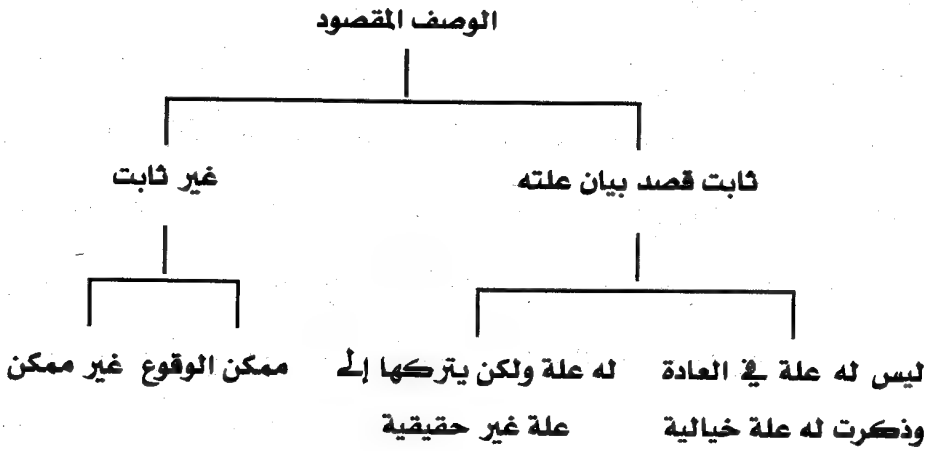 الوصف المقصود
ثابت قصد بيان علته
غير ثابت
ليس له علة في العادة
وذكرت له علة خيالية
له علة ولكن يتركها إلى
علة غير حقيقية
ممكن الوقوع
غير ممكن